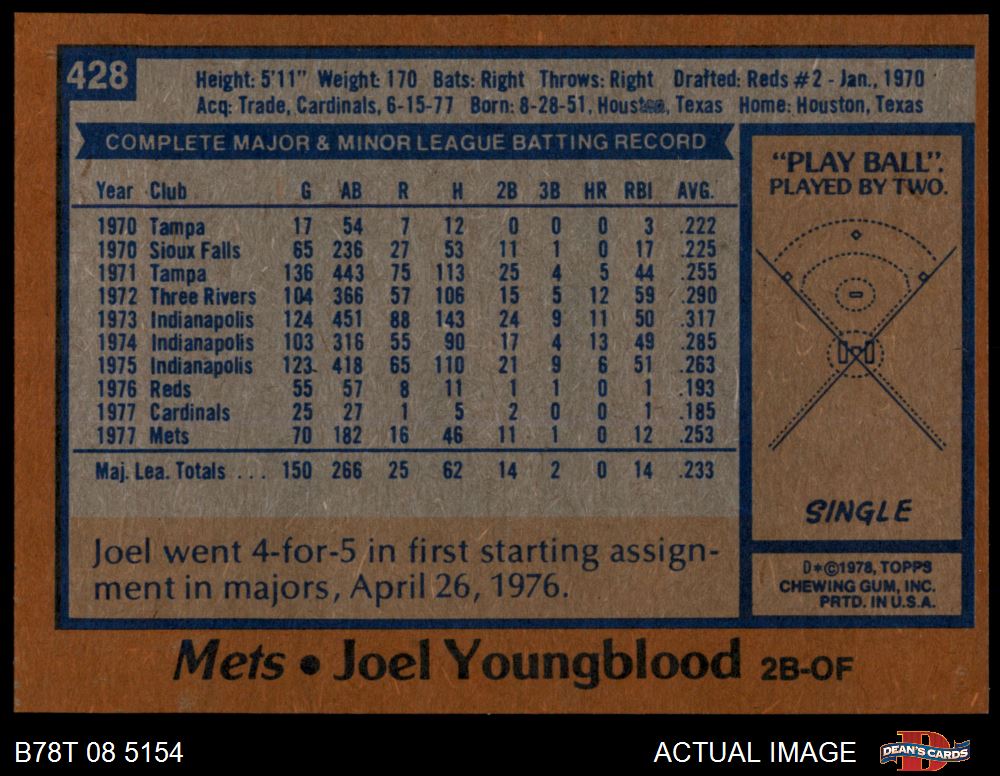 428
Height: 5'11" Weight: 170 Bats: Right Throws: Right Drafted: Reds #2 - Jan., 1970
Acq: Trade, Cardinals, 6-15-77 Born: 8-28-51, Houston, Texas Home: Houston, Texas
COMPLETE MAJOR & MINOR LEAGUE BATTING RECORD
Year Club G AB R H 2B 3B HR RBI AVG.
1970 Tampa 17 54 7 12 0 0 0 3 .222
1970 Sioux Falls 65 236 27 53 11 1 0 17 .225
1971 Tampa 136 443 75 113 25 4 5 44 .255
1972 Three Rivers 104 366 57 106 15 5 12 59 .290
1973 Indianapolis 124 451 88 143 24 9 11 50 .317
1974 Indianapolis 103 316 55 90 17 4 13 49 .285
1975 Indianapolis 123 418 65 110 21 9 6 51 .263
1976 Reds 55 57 8 11 1 1 0 1 .193
1977 Cardinals 25 27 1 5 2 0 0 1 .185
1977 Mets 70 182 16 46 11 1 0 12 .253
Maj. Lea. Totals . . . . 150 266 25 62 14 2 0 14 .233
Joel went 4-for-5 in first starting assign-
ment in majors, April 26, 1976.
"PLAY BALL".
PLAYED BY TWO.
SINGLE
D*©1978, TOPPS
CHEWING GUM, INC.
PRTD. IN U.S.A.
Mets • Joel Youngblood 2B-OF
B78T 08 5154
ACTUAL IMAGE
DEAN'S CARDS